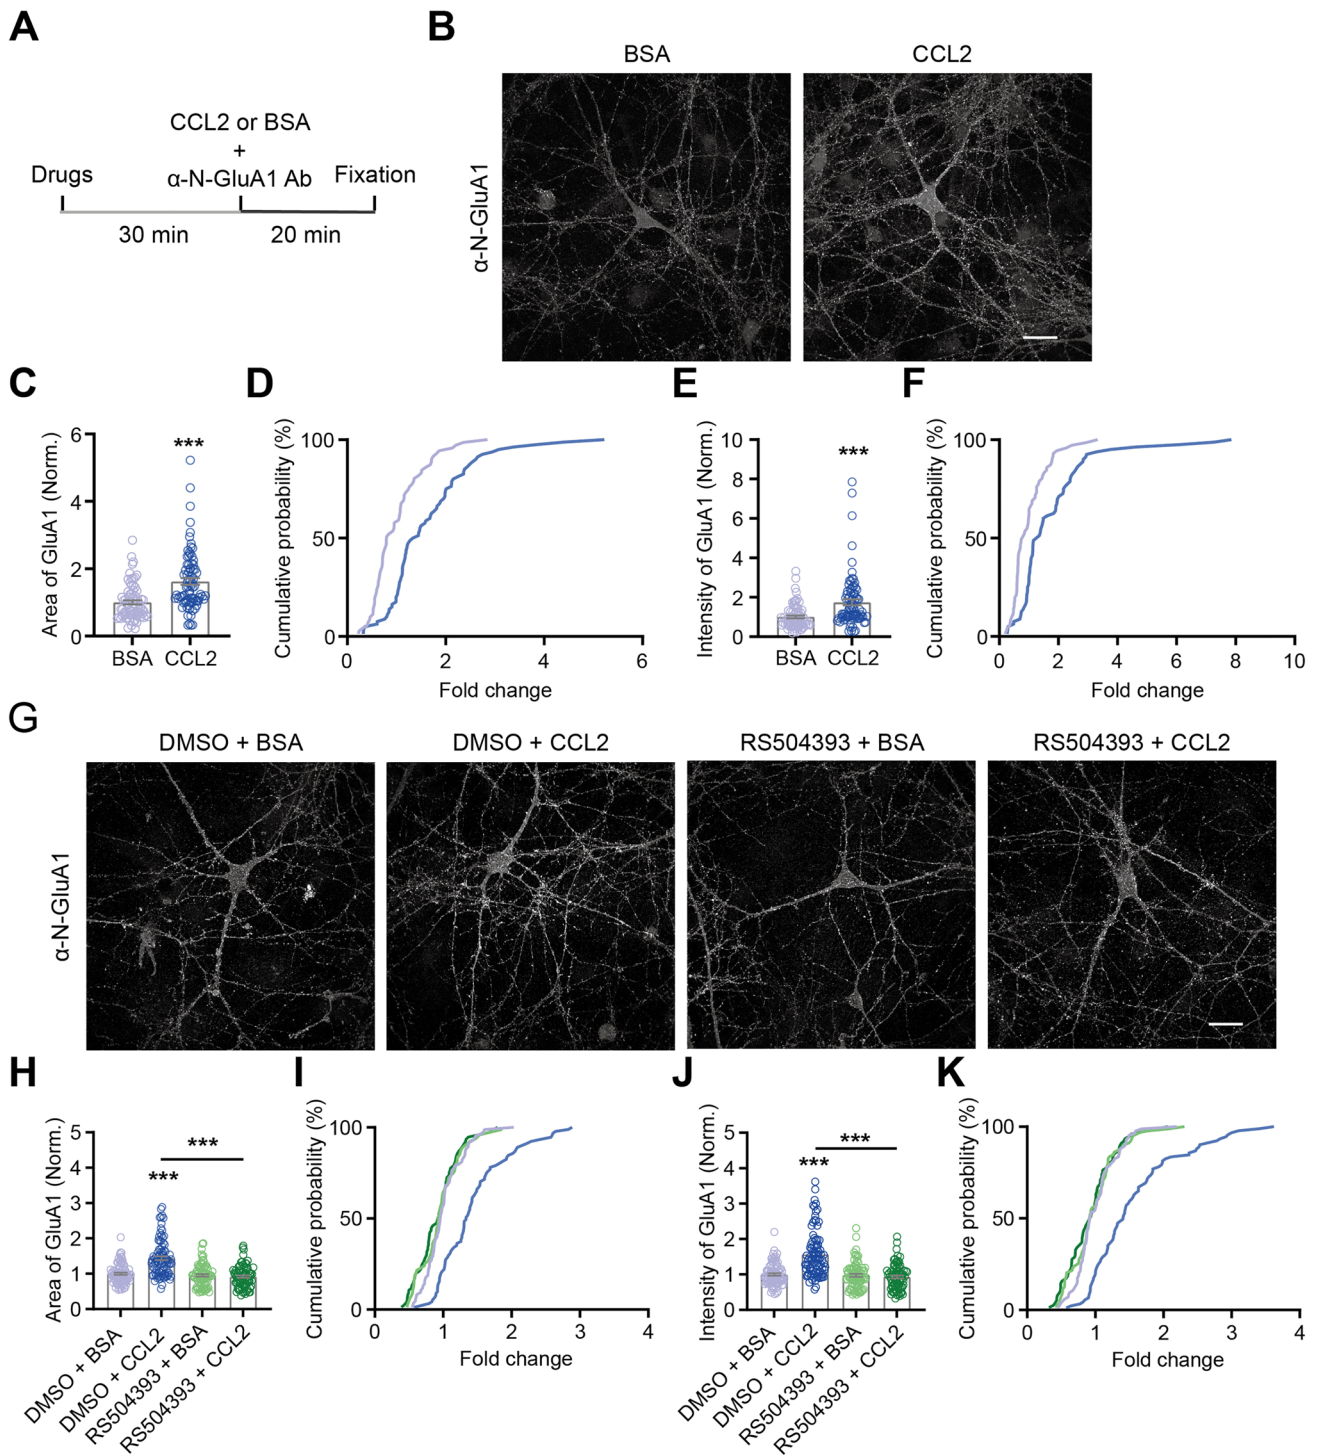 A
CCL2 or BSA
+
Drugs α-N-GluA1 Ab Fixation
30 min 20 min
B
BSA CCL2
α-N-GluA1
C
Area of GluA1 (Norm.)
6
4
2
0
***
BSA CCL2
D
Cumulative probability (%)
100
50
0
0 2 4 6
Fold change
E
Intensity of GluA1 (Norm.)
10
8
6
4
2
0
***
BSA CCL2
F
Cumulative probability (%)
100
50
0
0 2 4 6 8 10
Fold change
G
DMSO + BSA DMSO + CCL2 RS504393 + BSA RS504393 + CCL2
α-N-GluA1
H
Area of GluA1 (Norm.)
5
4
3
2
1
0
***
***
DMSO + BSA
DMSO + CCL2
RS504393 + BSA
RS504393 + CCL2
I
Cumulative probability (%)
100
50
0
0 1 2 3 4
Fold change
J
Intensity of GluA1 (Norm.)
5
4
3
2
1
0
***
***
DMSO + BSA
DMSO + CCL2
RS504393 + BSA
RS504393 + CCL2
K
Cumulative probability (%)
100
50
0
0 1 2 3 4
Fold change